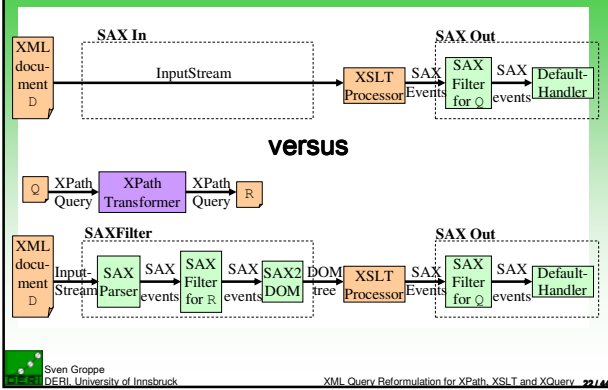 SAX In
SAX Out
XML
docu-
ment
D
InputStream
XSLT
Processor
SAX
Events
SAX
Filter
for Q
SAX
events
Default-
Handler
versus
Q
XPath
Query
XPath
Transformer
XPath
Query
R
SAXFilter
SAX Out
XML
docu-
ment
D
Input-
Stream
SAX
Parser
SAX
events
SAX
Filter
for R
SAX
events
SAX2
DOM
DOM
tree
XSLT
Processor
SAX
Events
SAX
Filter
for Q
SAX
events
Default-
Handler
DERI
Sven Groppe
DERI, University of Innsbruck
XML Query Reformulation for XPath, XSLT and XQuery 22/44